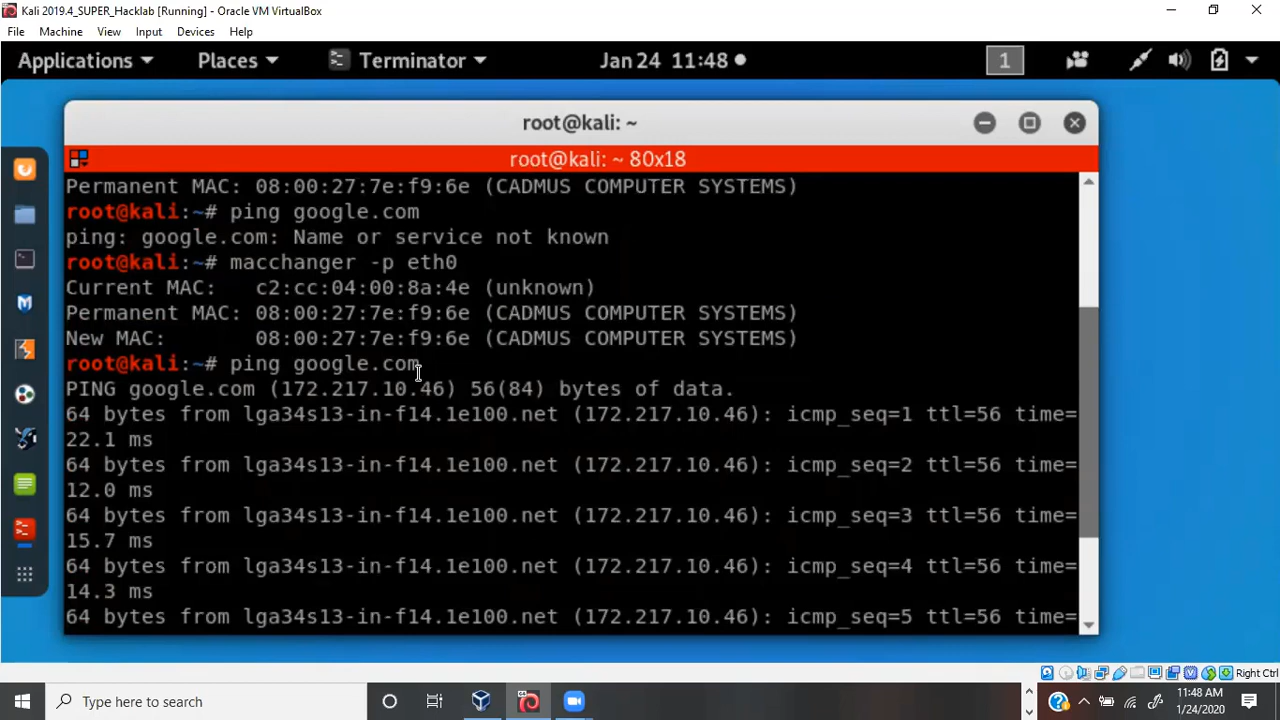 Kali 2019.4_SUPER_Hacklab [Running] - Oracle VM VirtualBox
File Machine View Input Devices Help
Applications Places Terminator Jan 24 11:48 1
root@kali: ~
root@kali: ~ 80x18
Permanent MAC: 08:00:27:7e:f9:6e (CADMUS COMPUTER SYSTEMS)
root@kali:~# ping google.com
ping: google.com: Name or service not known
root@kali:~# macchanger -p eth0
Current MAC:   c2:cc:04:00:8a:4e (unknown)
Permanent MAC: 08:00:27:7e:f9:6e (CADMUS COMPUTER SYSTEMS)
New MAC:       08:00:27:7e:f9:6e (CADMUS COMPUTER SYSTEMS)
root@kali:~# ping google.com
PING google.com (172.217.10.46) 56(84) bytes of data.
64 bytes from lga34s13-in-f14.1e100.net (172.217.10.46): icmp_seq=1 ttl=56 time=
22.1 ms
64 bytes from lga34s13-in-f14.1e100.net (172.217.10.46): icmp_seq=2 ttl=56 time=
12.0 ms
64 bytes from lga34s13-in-f14.1e100.net (172.217.10.46): icmp_seq=3 ttl=56 time=
15.7 ms
64 bytes from lga34s13-in-f14.1e100.net (172.217.10.46): icmp_seq=4 ttl=56 time=
14.3 ms
64 bytes from lga34s13-in-f14.1e100.net (172.217.10.46): icmp_seq=5 ttl=56 time=
Right Ctrl
Type here to search
11:48 AM
1/24/2020